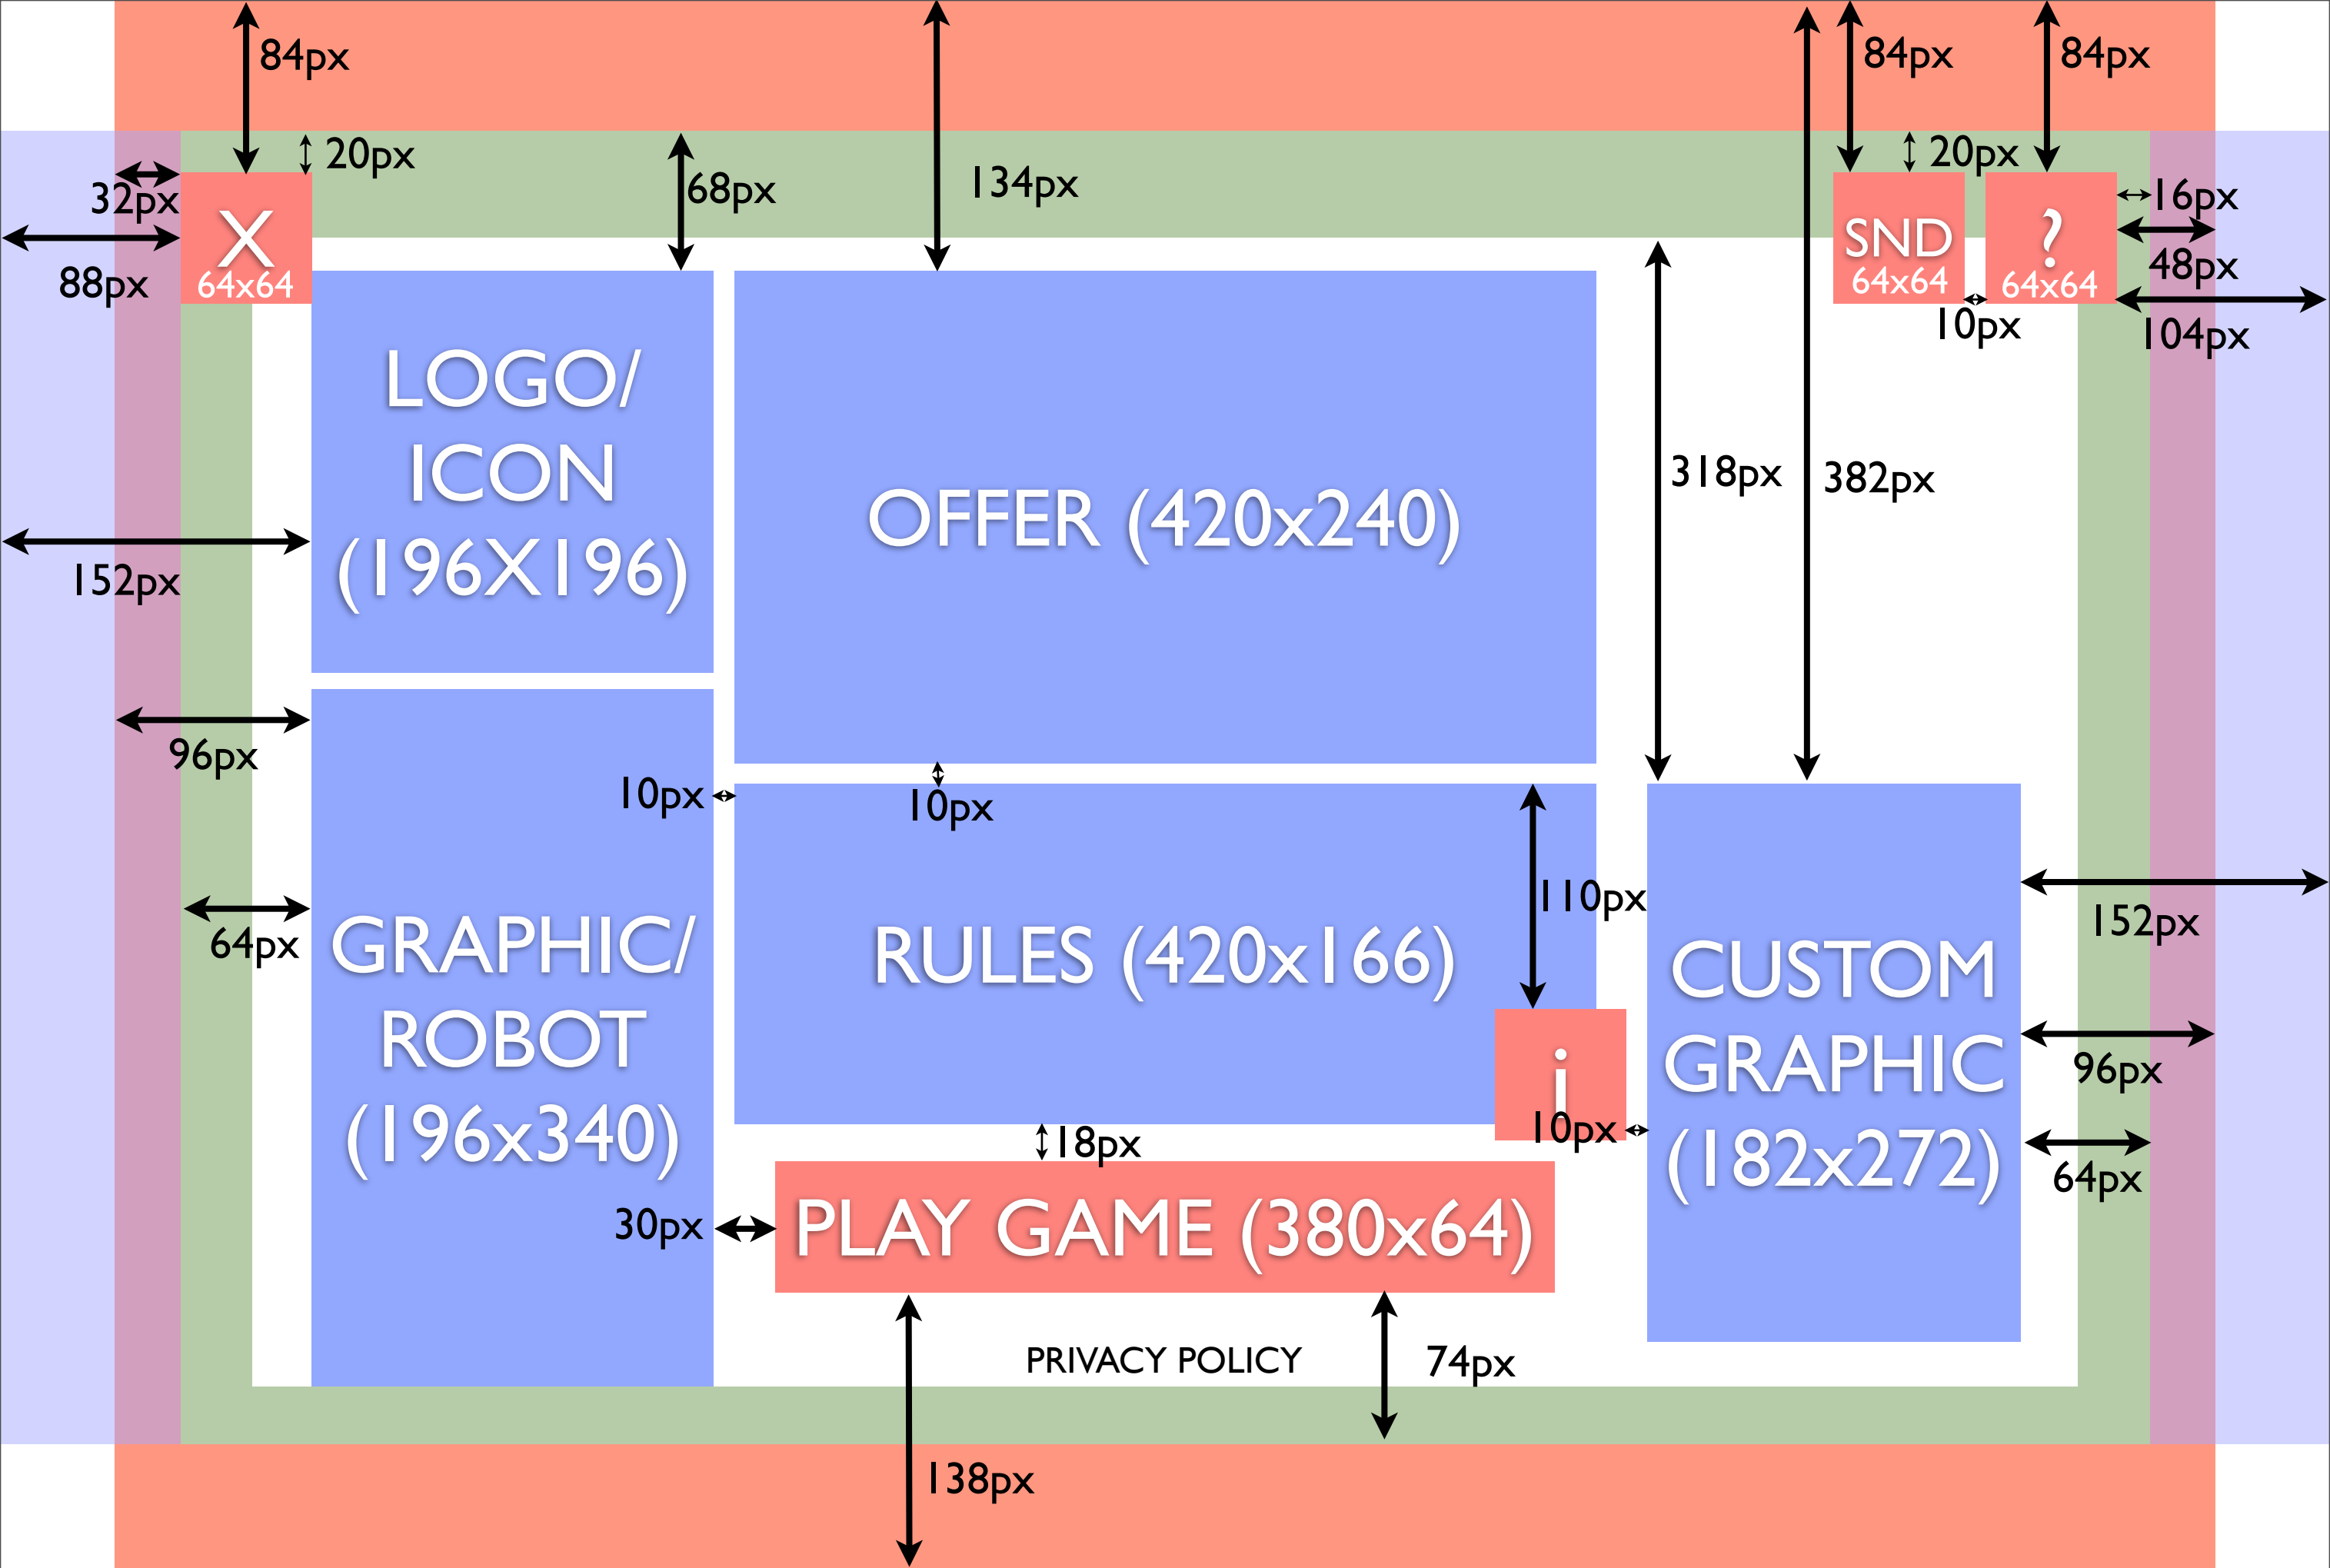 84px
84px
84px
20px
20px
134px
68px
32px
16px
X
64x64
SND
64x64
?
64x64
48px
88px
10px
104px
LOGO/
ICON
(196X196)
OFFER (420x240)
318px
382px
152px
96px
10px
10px
110px
64px
152px
GRAPHIC/
ROBOT
(196x340)
RULES (420x166)
CUSTOM
GRAPHIC
(182x272)
i
96px
10px
18px
64px
30px
PLAY GAME (380x64)
PRIVACY POLICY
74px
138px